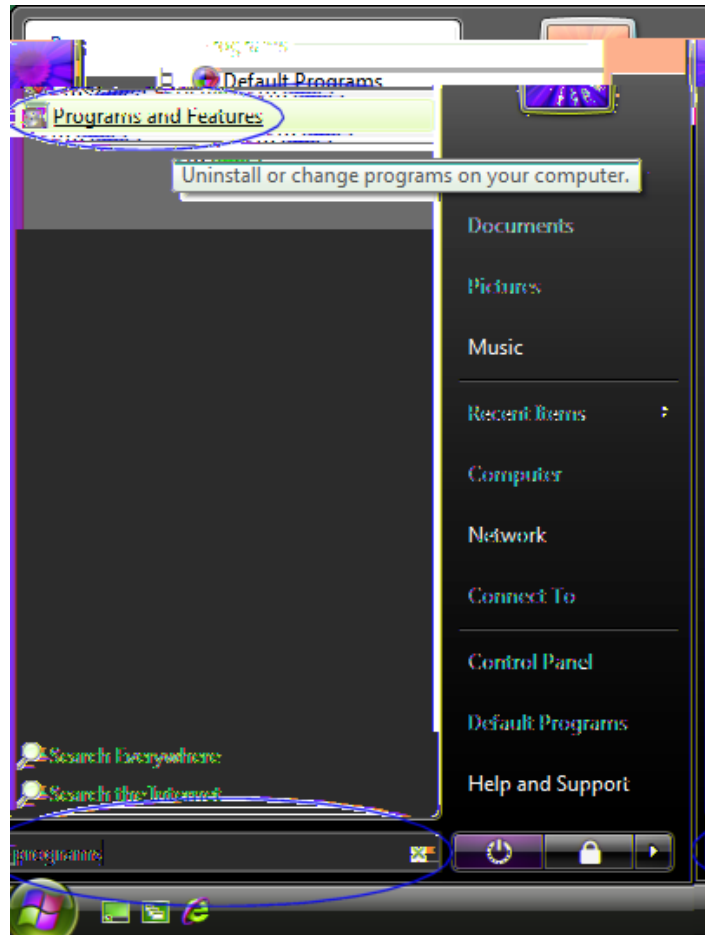 Programs
Default Programs
Programs and Features
Uninstall or change programs on your computer.
Documents
Pictures
Music
Recent Items
Computer
Network
Connect To
Control Panel
Default Programs
Help and Support
Search Everywhere
Search the Internet
programs